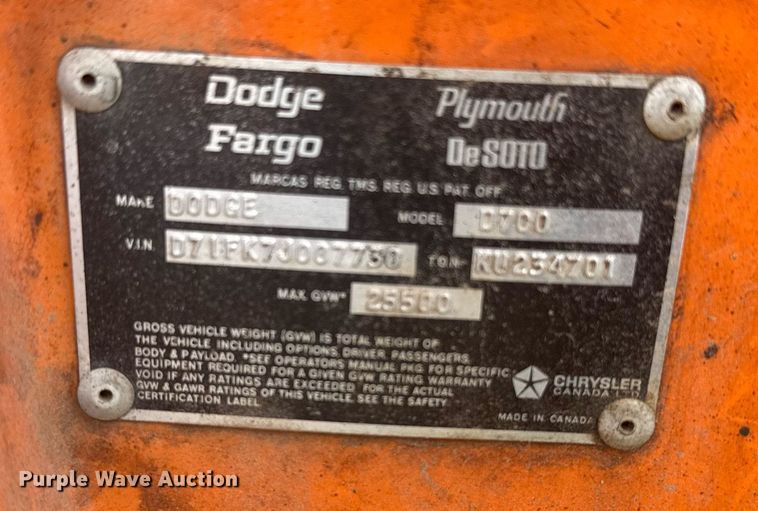 Dodge Plymouth
Fargo DeSOTO
MARCAS REG. TMS. REG. U.S. PAT. OFF.
MAKE DODGE MODEL D700
V.I.N. T.O.N. KU234701
MAX. GVW* 25500
GROSS VEHICLE WEIGHT (GVW) IS TOTAL WEIGHT OF
THE VEHICLE INCLUDING OPTIONS, DRIVER, PASSENGERS,
BODY & PAYLOAD. *SEE OPERATORS MANUAL PKG FOR SPECIFIC
EQUIPMENT REQUIRED FOR A GIVEN GVW RATING. WARRANTY
VOID IF ANY RATINGS ARE EXCEEDED. FOR THE ACTUAL
GVW & GAWR RATINGS OF THIS VEHICLE, SEE THE SAFETY
CERTIFICATION LABEL.
CHRYSLER
CANADA LTD.
MADE IN CANADA
Purple Wave Auction